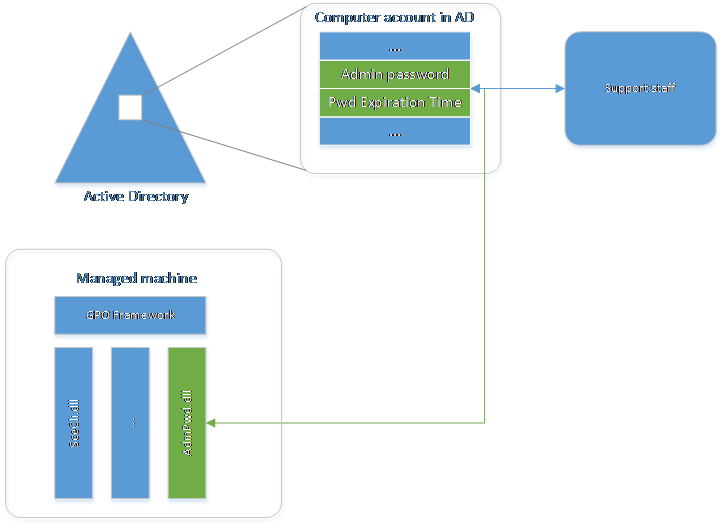 Computer account in AD
....
Admin password
Pwd Expiration Time
....
Support staff
Active Directory
Managed machine
GPO Framework
SceCli.dll
...
AdmPwd.dll